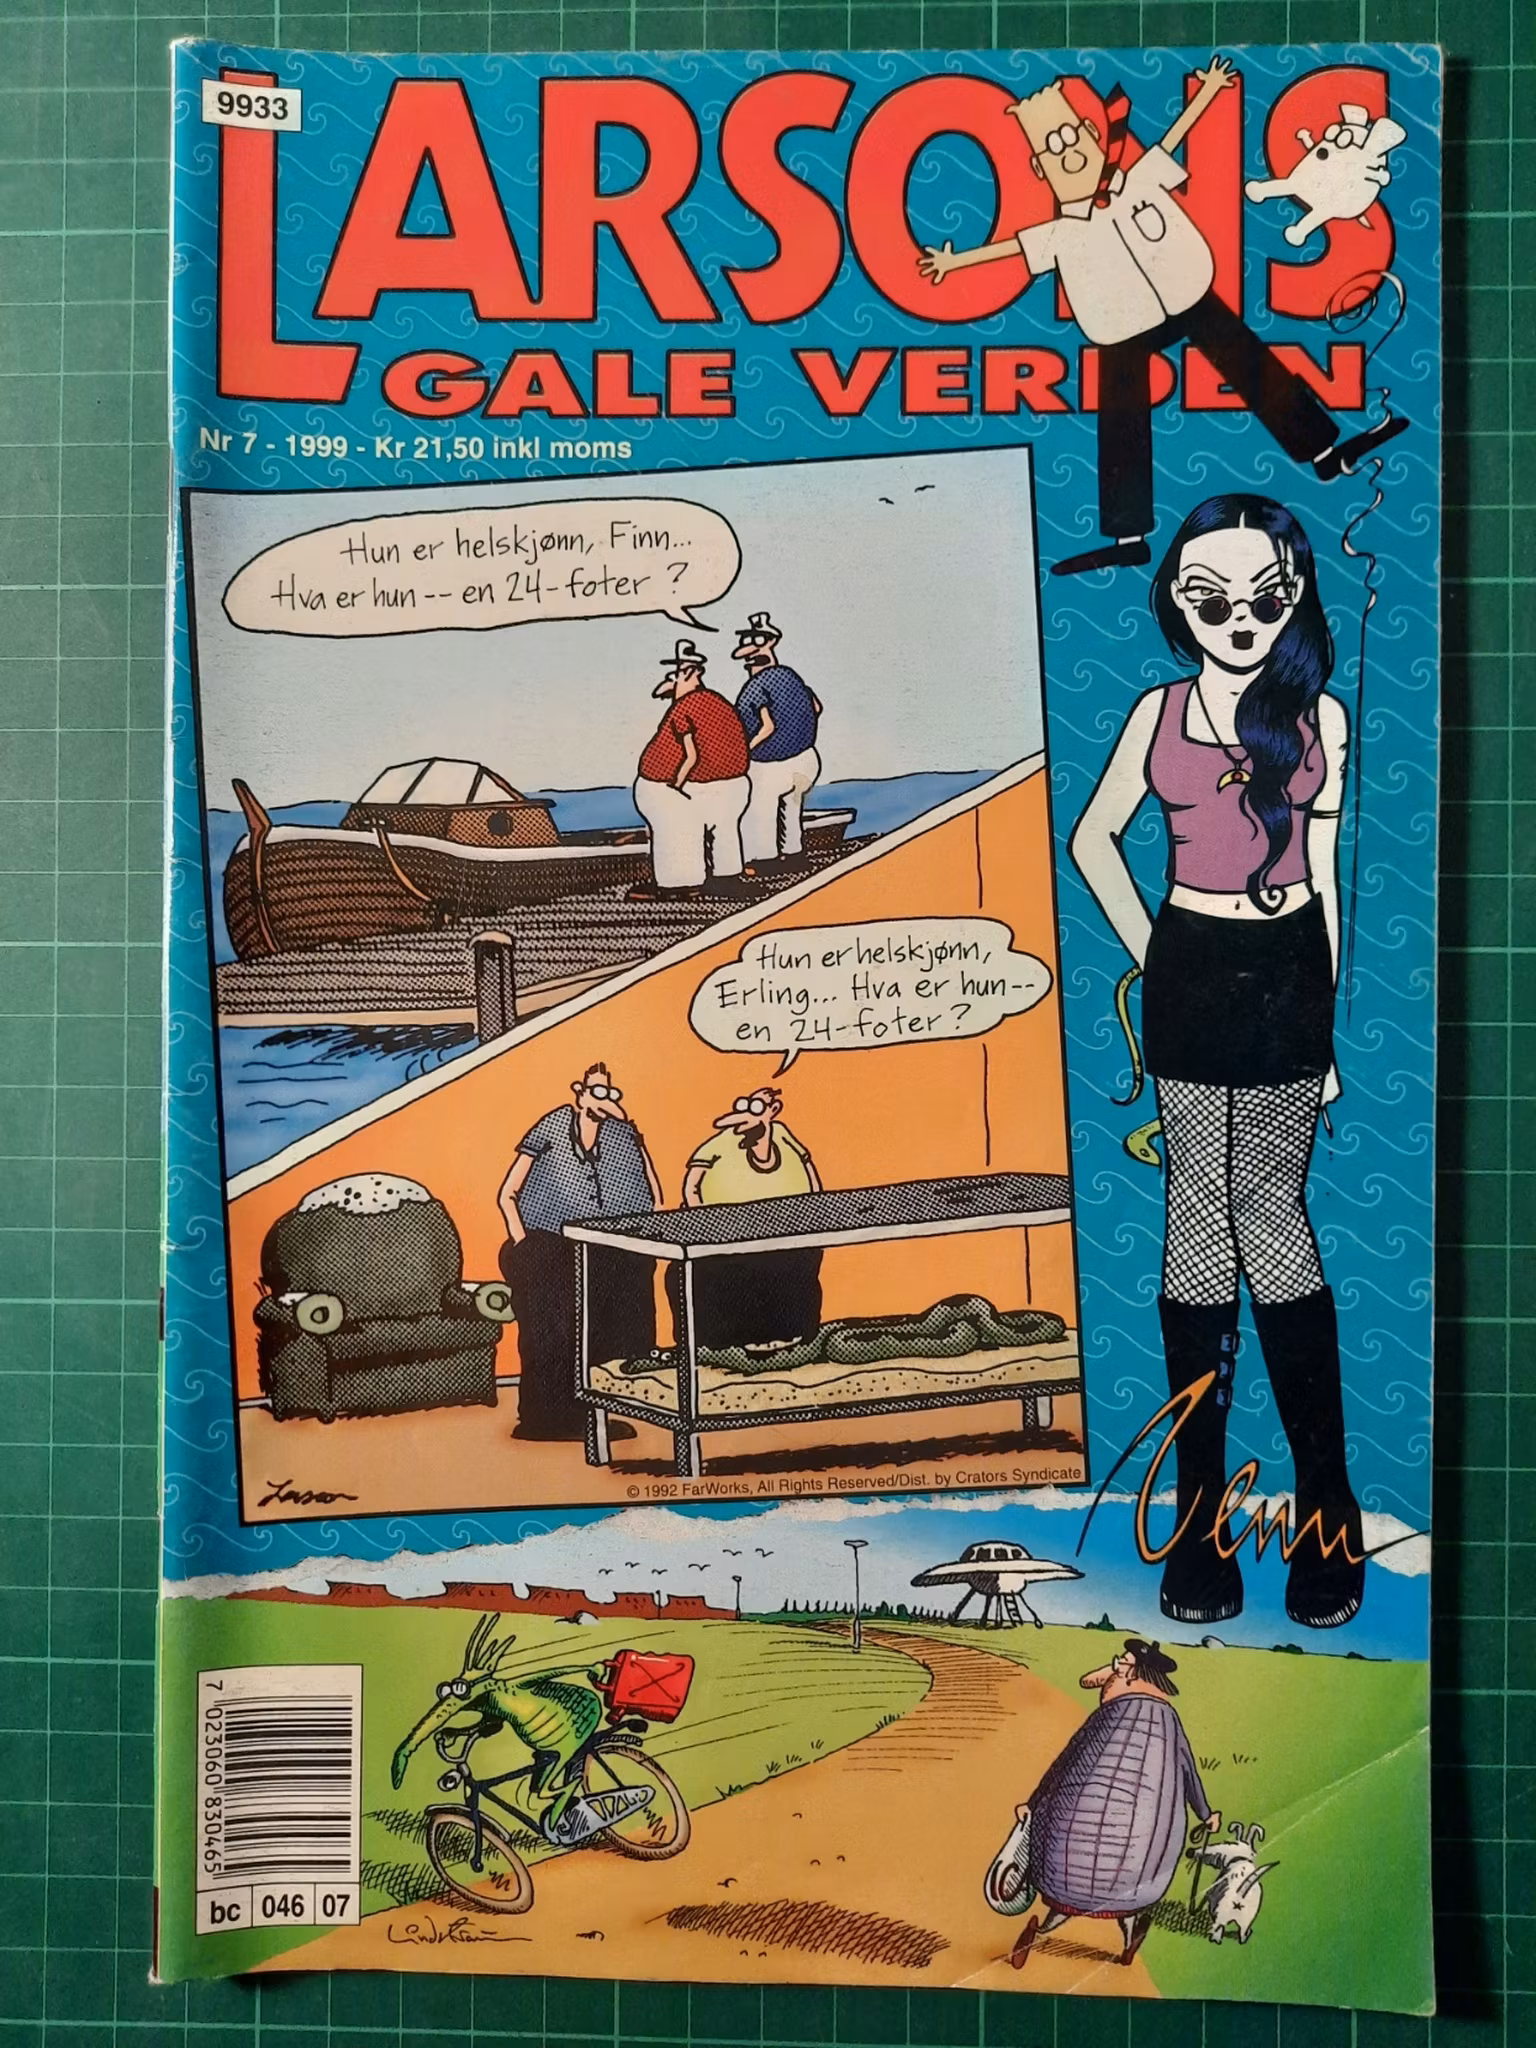 9933
LARSONS
GALE VERDEN
Nr 7 - 1999 - Kr 21,50 inkl moms
Hun er helskjønn, Finn...
Hva er hun -- en 24-foter ?
Hun er helskjønn,
Erling... Hva er hun--
en 24-foter?
Larson
© 1992 FarWorks, All Rights Reserved/Dist. by Crators Syndicate
Nemi
7 023060 830465
bc 046 07
Lindstrøm